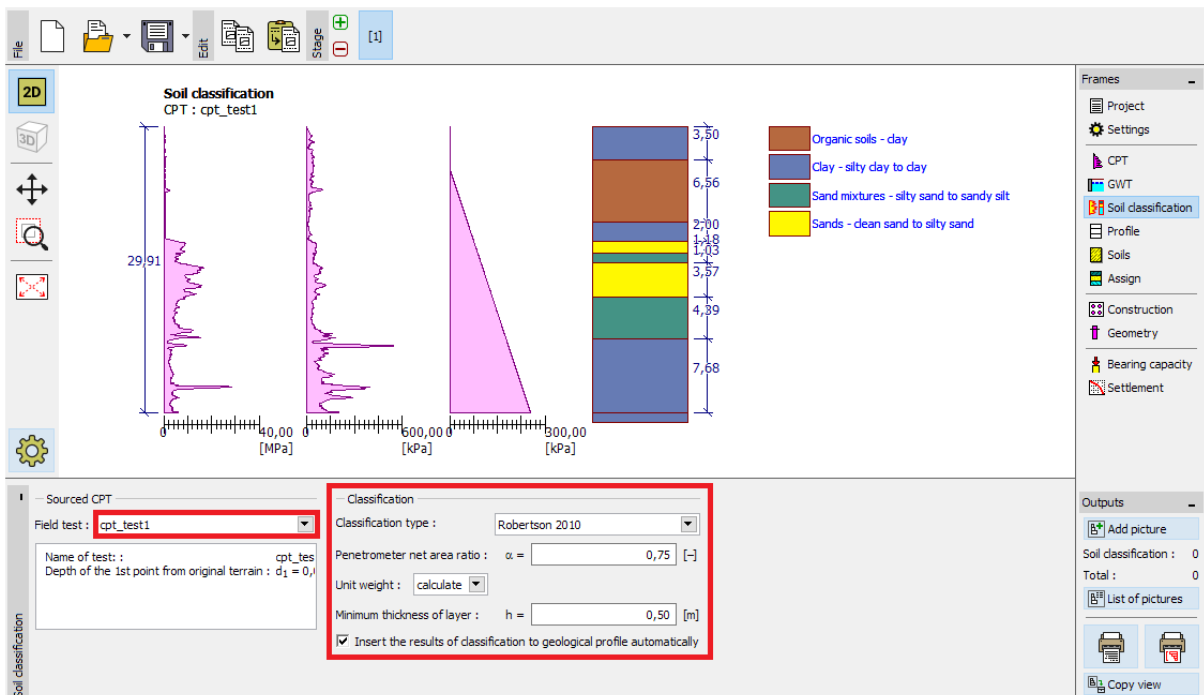 File
Edit
Stage
[1]
2D
3D
Soil classification
CPT : cpt_test1
29,91
0
40,00
[MPa]
0
600,00
[kPa]
0
300,00
[kPa]
3,50
6,56
2,00
1,18
1,03
3,57
4,39
7,68
Organic soils - clay
Clay - silty clay to clay
Sand mixtures - silty sand to sandy silt
Sands - clean sand to silty sand
Frames
Project
Settings
CPT
GWT
Soil classification
Profile
Soils
Assign
Construction
Geometry
Bearing capacity
Settlement
Soil classification
Sourced CPT
Field test : cpt_test1
Name of test: : cpt_tes
Depth of the 1st point from original terrain : d1 = 0,
Classification
Classification type : Robertson 2010
Penetrometer net area ratio : α = 0,75 [–]
Unit weight : calculate
Minimum thickness of layer : h = 0,50 [m]
Insert the results of classification to geological profile automatically
Outputs
Add picture
Soil classification : 0
Total : 0
List of pictures
Copy view